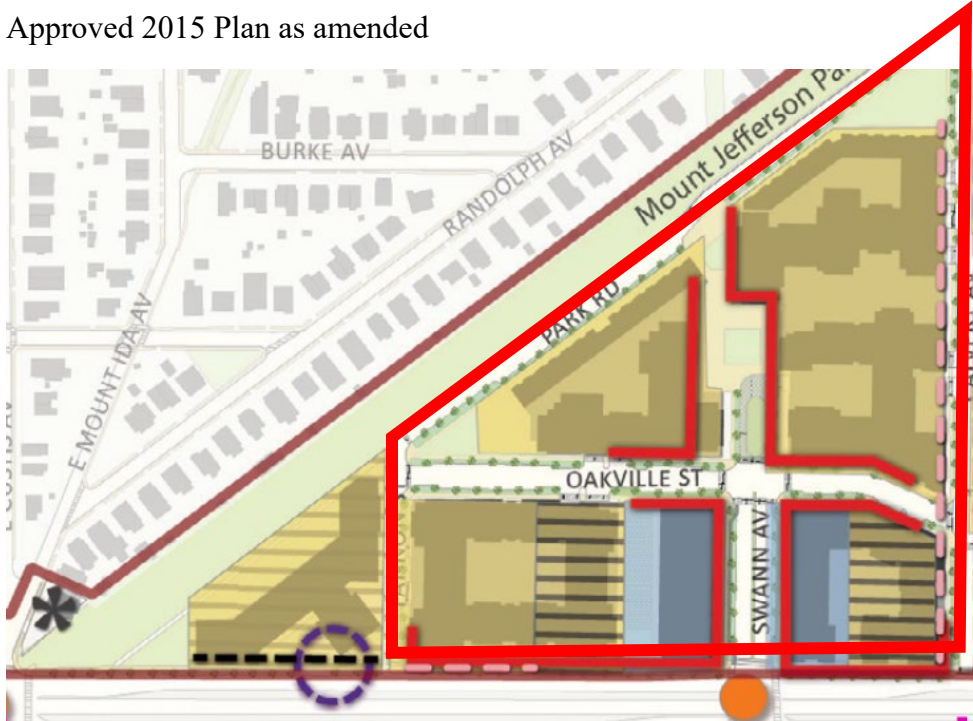 Approved 2015 Plan as amended
BURKE AV
RANDOLPH AV
Mount Jefferson Par
E MOUNT IDA AV
PARK RD
OAKVILLE ST
SWANN AV